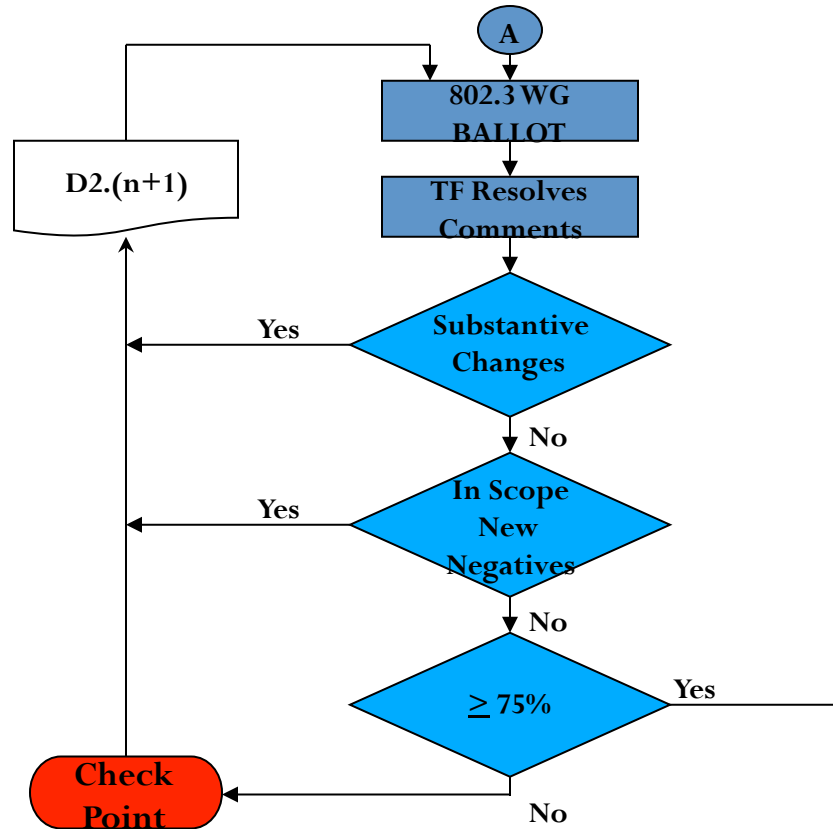 A
802.3 WG
BALLOT
D2.(n+1)
TF Resolves
Comments
Yes
Substantive
Changes
No
Yes
In Scope
New
Negatives
No
≥ 75%
Yes
Check
Point
No